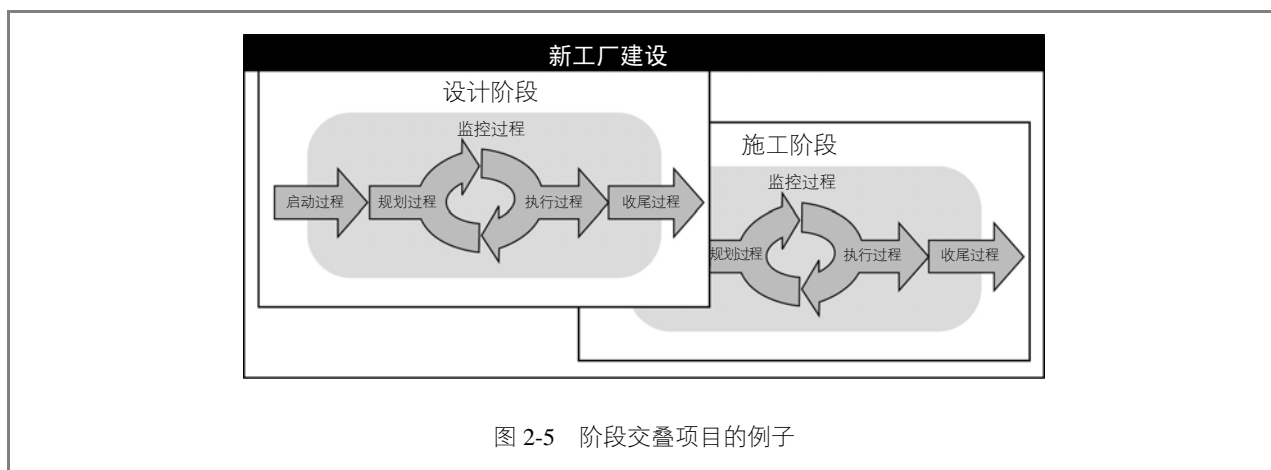 新工厂建设
设计阶段
监控过程
启动过程
规划过程
执行过程
收尾过程
施工阶段
监控过程
规划过程
执行过程
收尾过程
图 2-5 阶段交叠项目的例子